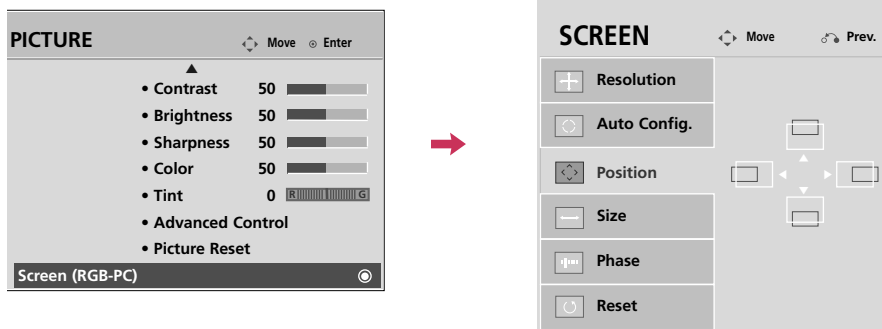 PICTURE
Move Enter
• Contrast 50
• Brightness 50
• Sharpness 50
• Color 50
• Tint 0 R G
• Advanced Control
• Picture Reset
Screen (RGB-PC)
SCREEN
Move Prev.
Resolution
Auto Config.
Position
Size
Phase
Reset